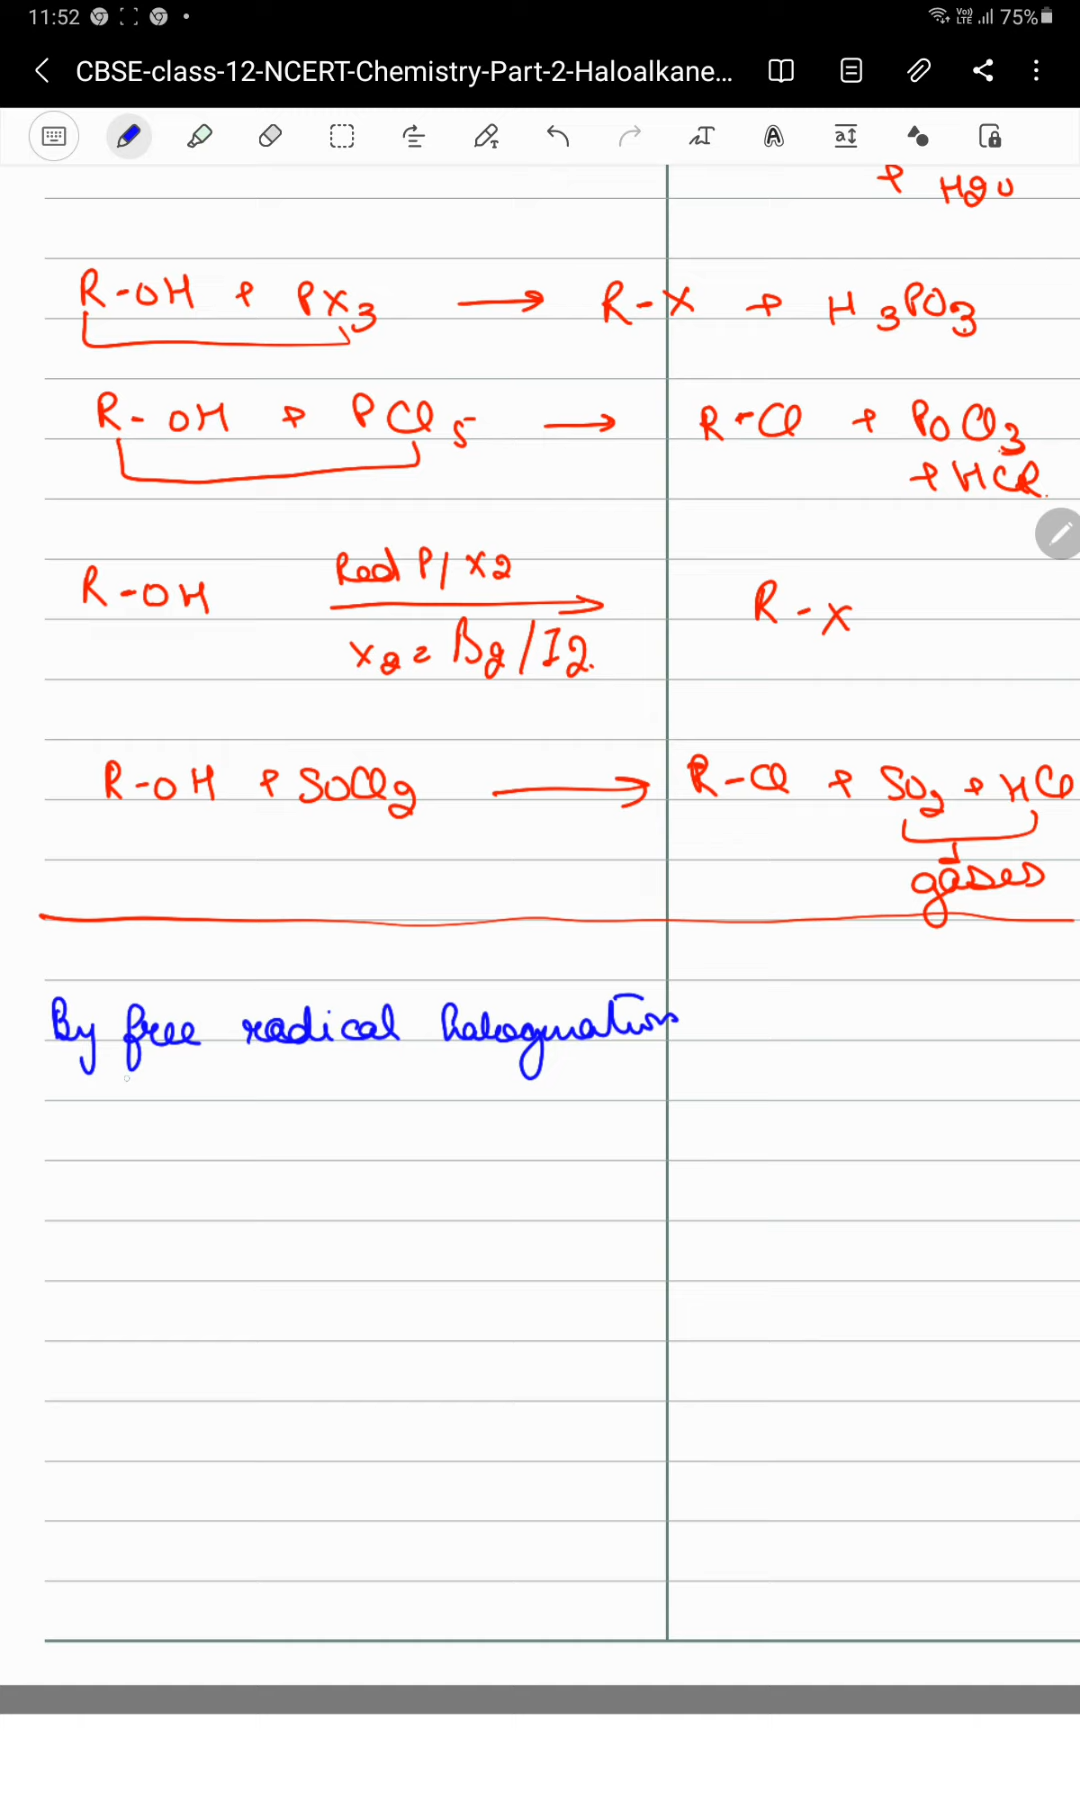 11:52 75%
CBSE-class-12-NCERT-Chemistry-Part-2-Haloalkane...
+ H2O
R-OH + PX3 → R-X + H3PO3
R-OH + PCl5 → R-Cl + POCl3
+ HCl.
R-OH Red P/X2 R-X
X2 = Br2/I2.
R-OH + SOCl2 → R-Cl + SO2 + HCl
gases
By free radical halogenation